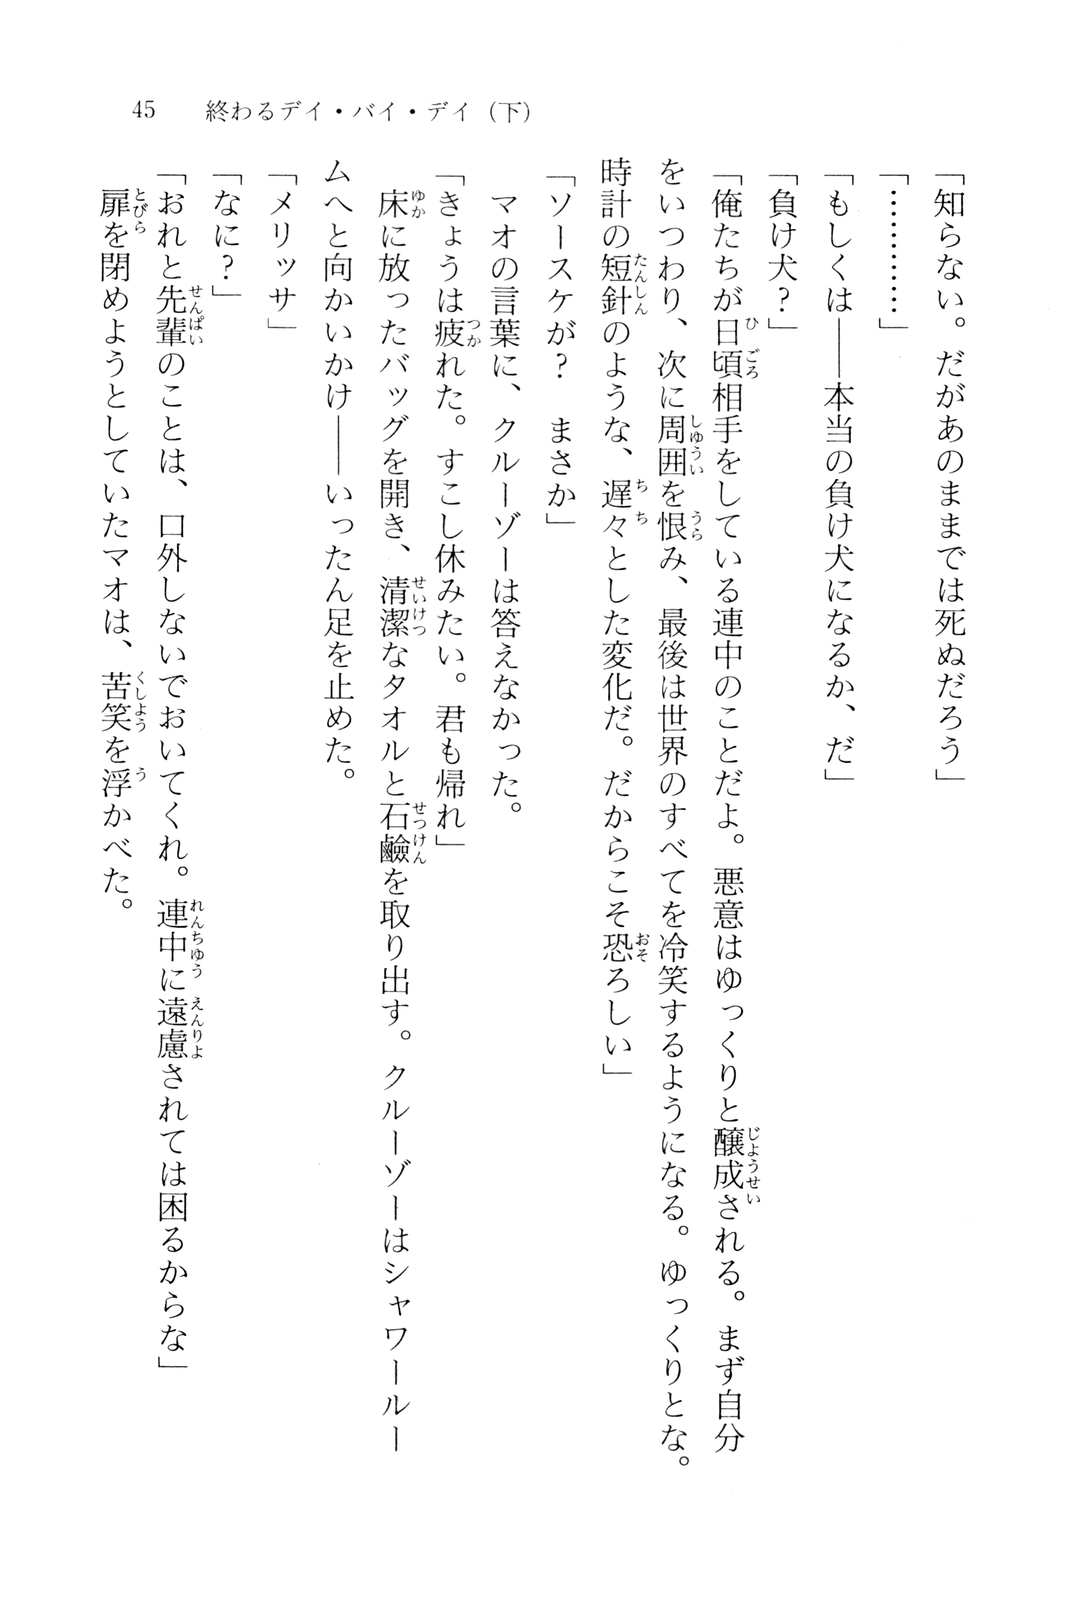 45　終わるデイ・バイ・デイ（下）
「知らない。だがあのままでは死ぬだろう」
「…………」
「もしくは――本当の負け犬になるか、だ」
「負け犬？」
「俺たちが日頃相手をしている連中のことだよ。悪意はゆっくりと醸成される。まず自分
をいつわり、次に周囲を恨み、最後は世界のすべてを冷笑するようになる。ゆっくりとな。
時計の短針のような、遅々とした変化だ。だからこそ恐ろしい」
「ソースケが？　まさか」
　マオの言葉に、クルーゾーは答えなかった。
「きょうは疲れた。すこし休みたい。君も帰れ」
　床に放ったバッグを開き、清潔なタオルと石鹼を取り出す。クルーゾーはシャワールー
ムへと向かいかけ――いったん足を止めた。
「メリッサ」
「なに？」
「おれと先輩のことは、口外しないでおいてくれ。連中に遠慮されては困るからな」
　扉を閉めようとしていたマオは、苦笑を浮かべた。